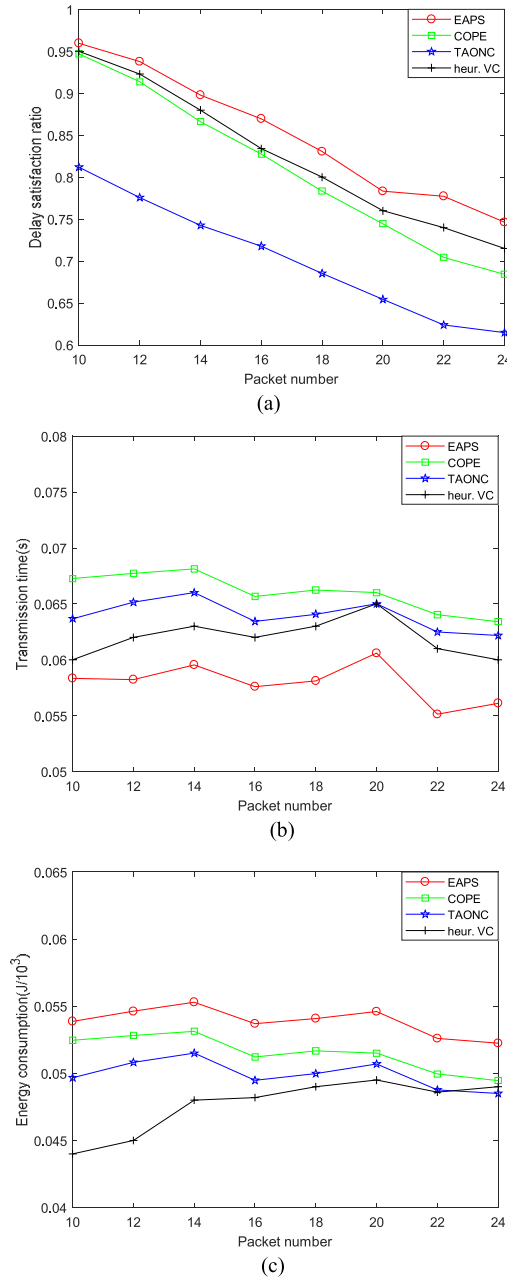 EAPS
COPE
TAONC
heur. VC
1
0.95
0.9
0.85
0.8
0.75
0.7
0.65
0.6
Delay satisfaction ratio
10 12 14 16 18 20 22 24
Packet number
(a)
EAPS
COPE
TAONC
heur. VC
0.08
0.075
0.07
0.065
0.06
0.055
0.05
Transmission time(s)
10 12 14 16 18 20 22 24
Packet number
(b)
EAPS
COPE
TAONC
heur. VC
0.065
0.06
0.055
0.05
0.045
0.04
Energy consumption(J/10^3)
10 12 14 16 18 20 22 24
Packet number
(c)